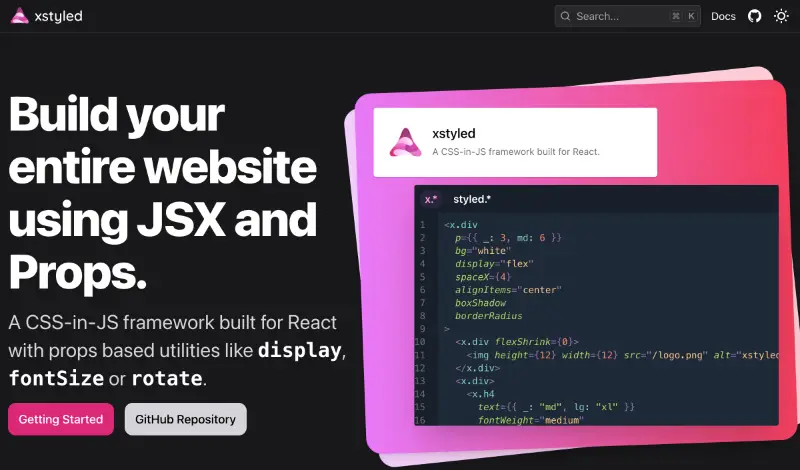 xstyled
Search...
⌘ K
Docs
Build your
entire website
using JSX and
Props.
A CSS-in-JS framework built for React
with props based utilities like display,
fontSize or rotate.
Getting Started
GitHub Repository
xstyled
A CSS-in-JS framework built for React.
x.* styled.*
1 <x.div
2 p={{ _: 3, md: 6 }}
3 bg="white"
4 display="flex"
5 spaceX={4}
6 alignItems="center"
7 boxShadow
8 borderRadius
9 >
10 <x.div flexShrink={0}>
11 <img height={12} width={12} src="/logo.png" alt="xstyled
12 </x.div>
13 <x.div>
14 <x.h4
15 text={{ _: "md", lg: "xl" }}
16 fontWeight="medium"